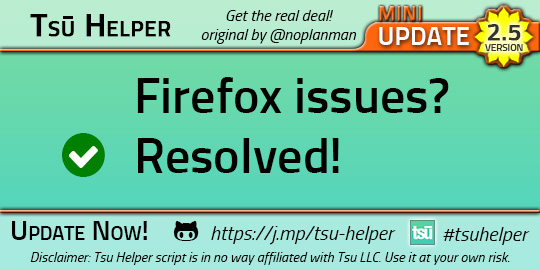 TSŪ HELPER
Get the real deal!
original by @noplanman
MINI
UPDATE
2.5
VERSION
Firefox issues?
Resolved!
UPDATE NOW!
https://j.mp/tsu-helper
tsū
#tsuhelper
Disclaimer: Tsu Helper script is in no way affiliated with Tsu LLC. Use it at your own risk.